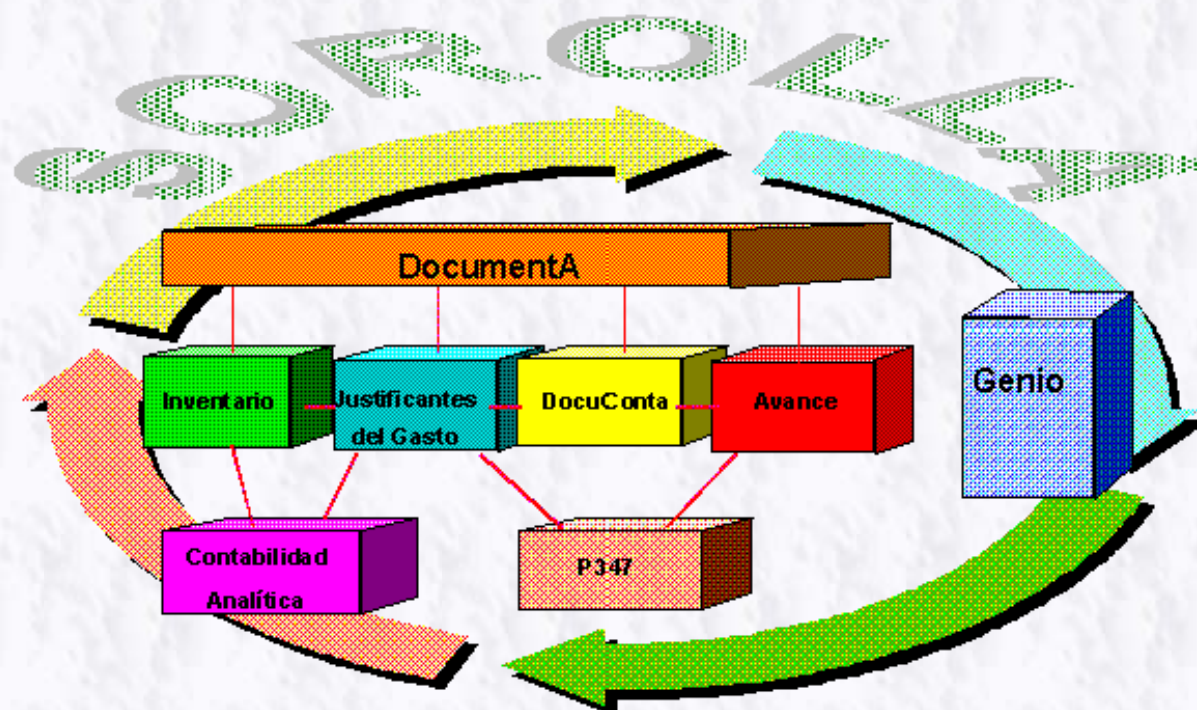 SOROLLA
DocumentA
Inventario
Justificantes
del Gasto
DocuConta
Avance
Genio
Contabilidad
Analítica
P347